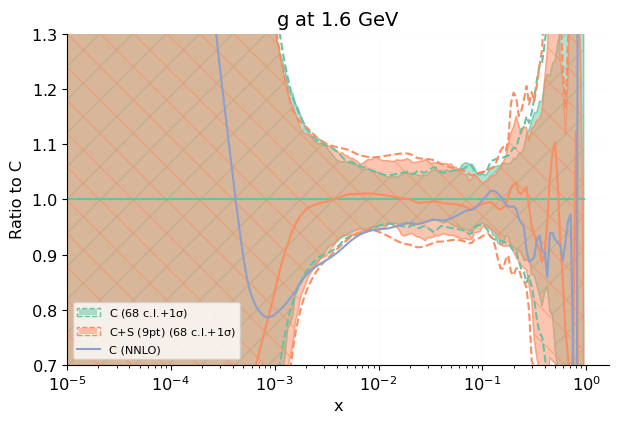 g at 1.6 GeV
Ratio to C
1.3
1.2
1.1
1.0
0.9
0.8
0.7
C (68 c.l.+1σ)
C+S (9pt) (68 c.l.+1σ)
C (NNLO)
10⁻⁵ 10⁻⁴ 10⁻³ 10⁻² 10⁻¹ 10⁰
x